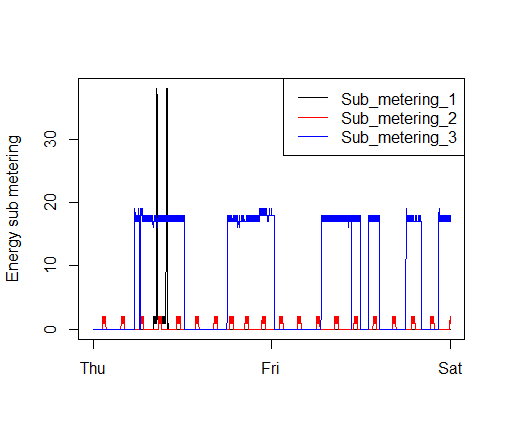 Sub_metering_1
Sub_metering_2
Sub_metering_3
Energy sub metering
30
20
10
0
Thu Fri Sat